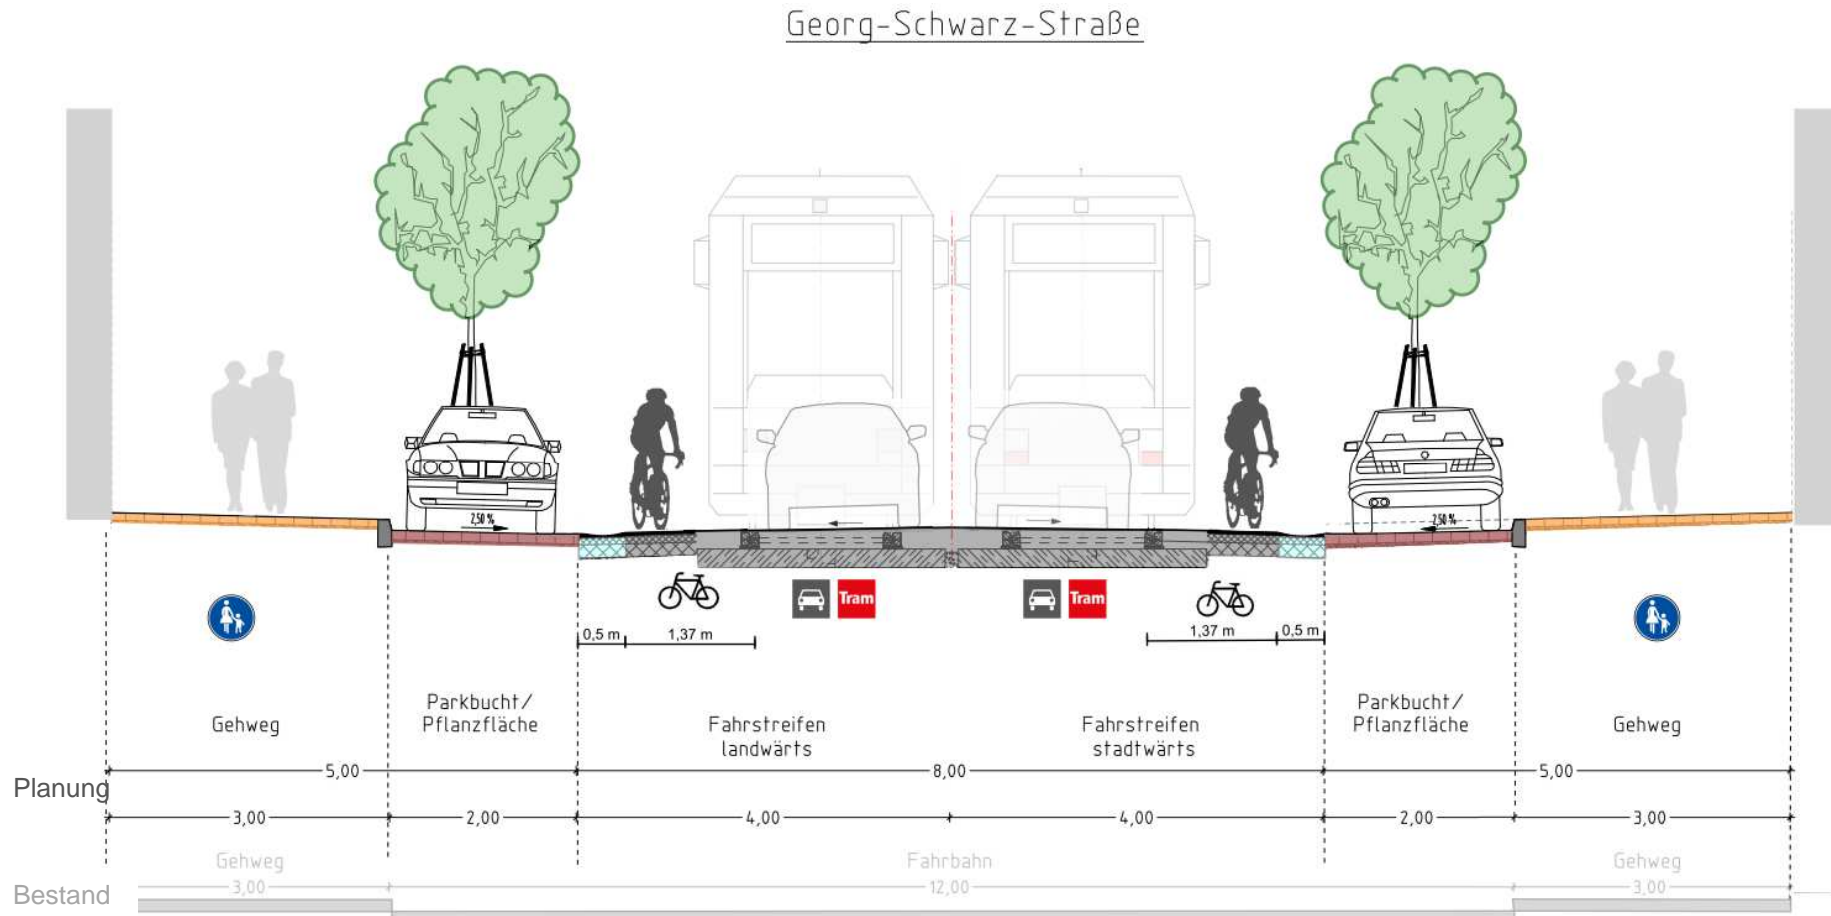 Georg-Schwarz-Straße
2,50 %
2,50 %
Tram
Tram
0,5 m
1,37 m
1,37 m
0,5 m
Gehweg
Parkbucht/
Pflanzfläche
Fahrstreifen
landwärts
Fahrstreifen
stadtwärts
Parkbucht/
Pflanzfläche
Gehweg
Planung
5,00
8,00
5,00
3,00
2,00
4,00
4,00
2,00
3,00
Gehweg
Fahrbahn
Gehweg
Bestand
3,00
12,00
3,00